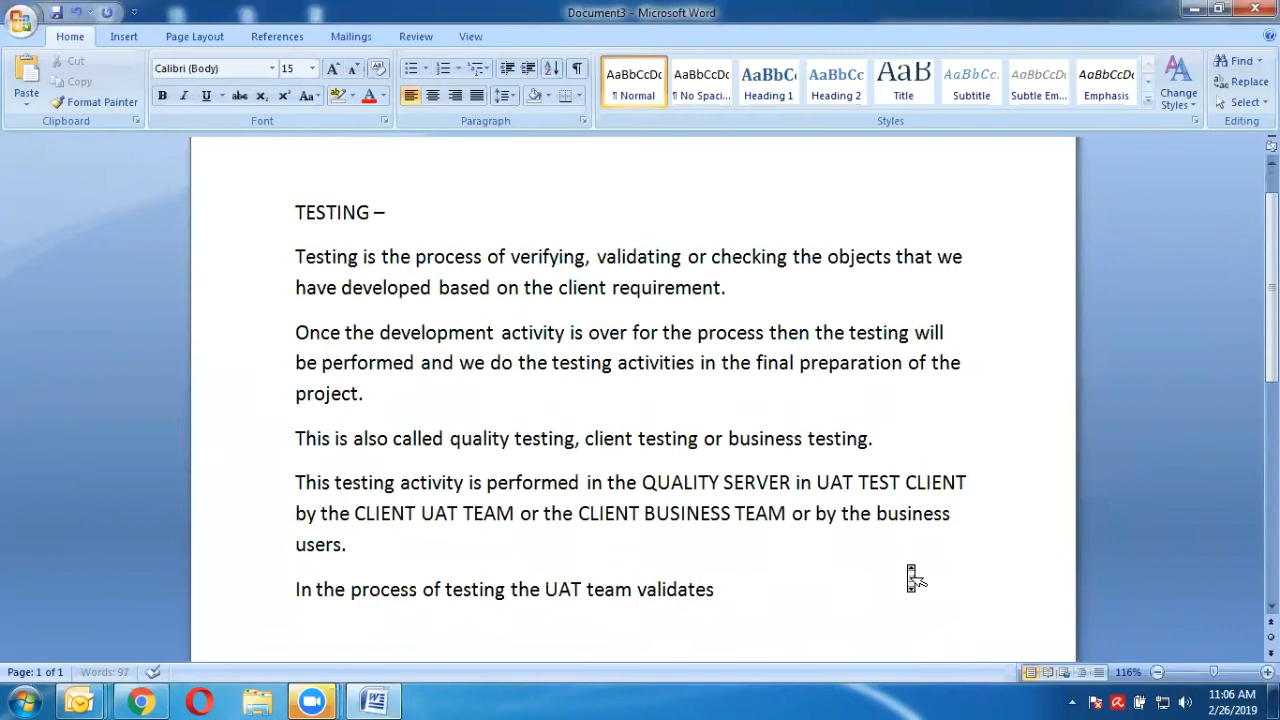 Document3 - Microsoft Word
Home Insert Page Layout References Mailings Review View
Paste
Cut
Copy
Format Painter
Clipboard
Calibri (Body) 15
Font
Paragraph
AaBbCcDc AaBbCcDc AaBbC AaBbCc AaB AaBbCc. AaBbCcDc AaBbCcDc
¶ Normal ¶ No Spaci... Heading 1 Heading 2 Title Subtitle Subtle Em... Emphasis
Change Styles
Styles
Find
Replace
Select
Editing
TESTING –
Testing is the process of verifying, validating or checking the objects that we
have developed based on the client requirement.
Once the development activity is over for the process then the testing will
be performed and we do the testing activities in the final preparation of the
project.
This is also called quality testing, client testing or business testing.
This testing activity is performed in the QUALITY SERVER in UAT TEST CLIENT
by the CLIENT UAT TEAM or the CLIENT BUSINESS TEAM or by the business
users.
In the process of testing the UAT team validates
Page: 1 of 1 Words: 97 116%
11:06 AM
2/26/2019